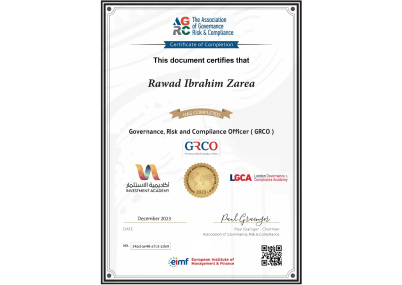 AGRC
The Association
of Governance
Risk & Compliance
Certificate of Completion
This document certifies that
Rawad Ibrahim Zarea
HAS COMPLETED
Governance, Risk and Compliance Officer ( GRCO )
GRCO
أكاديمية الاستثمار
INVESTMENT ACADEMY
2023
LGCA
London Governance &
Compliance Academy
December 2023
Paul Grainger
DATE
Paul Grainger - Chairman
Association of Governance, Risk & Compliance
NR.
eimf
European Institute of
Management & Finance